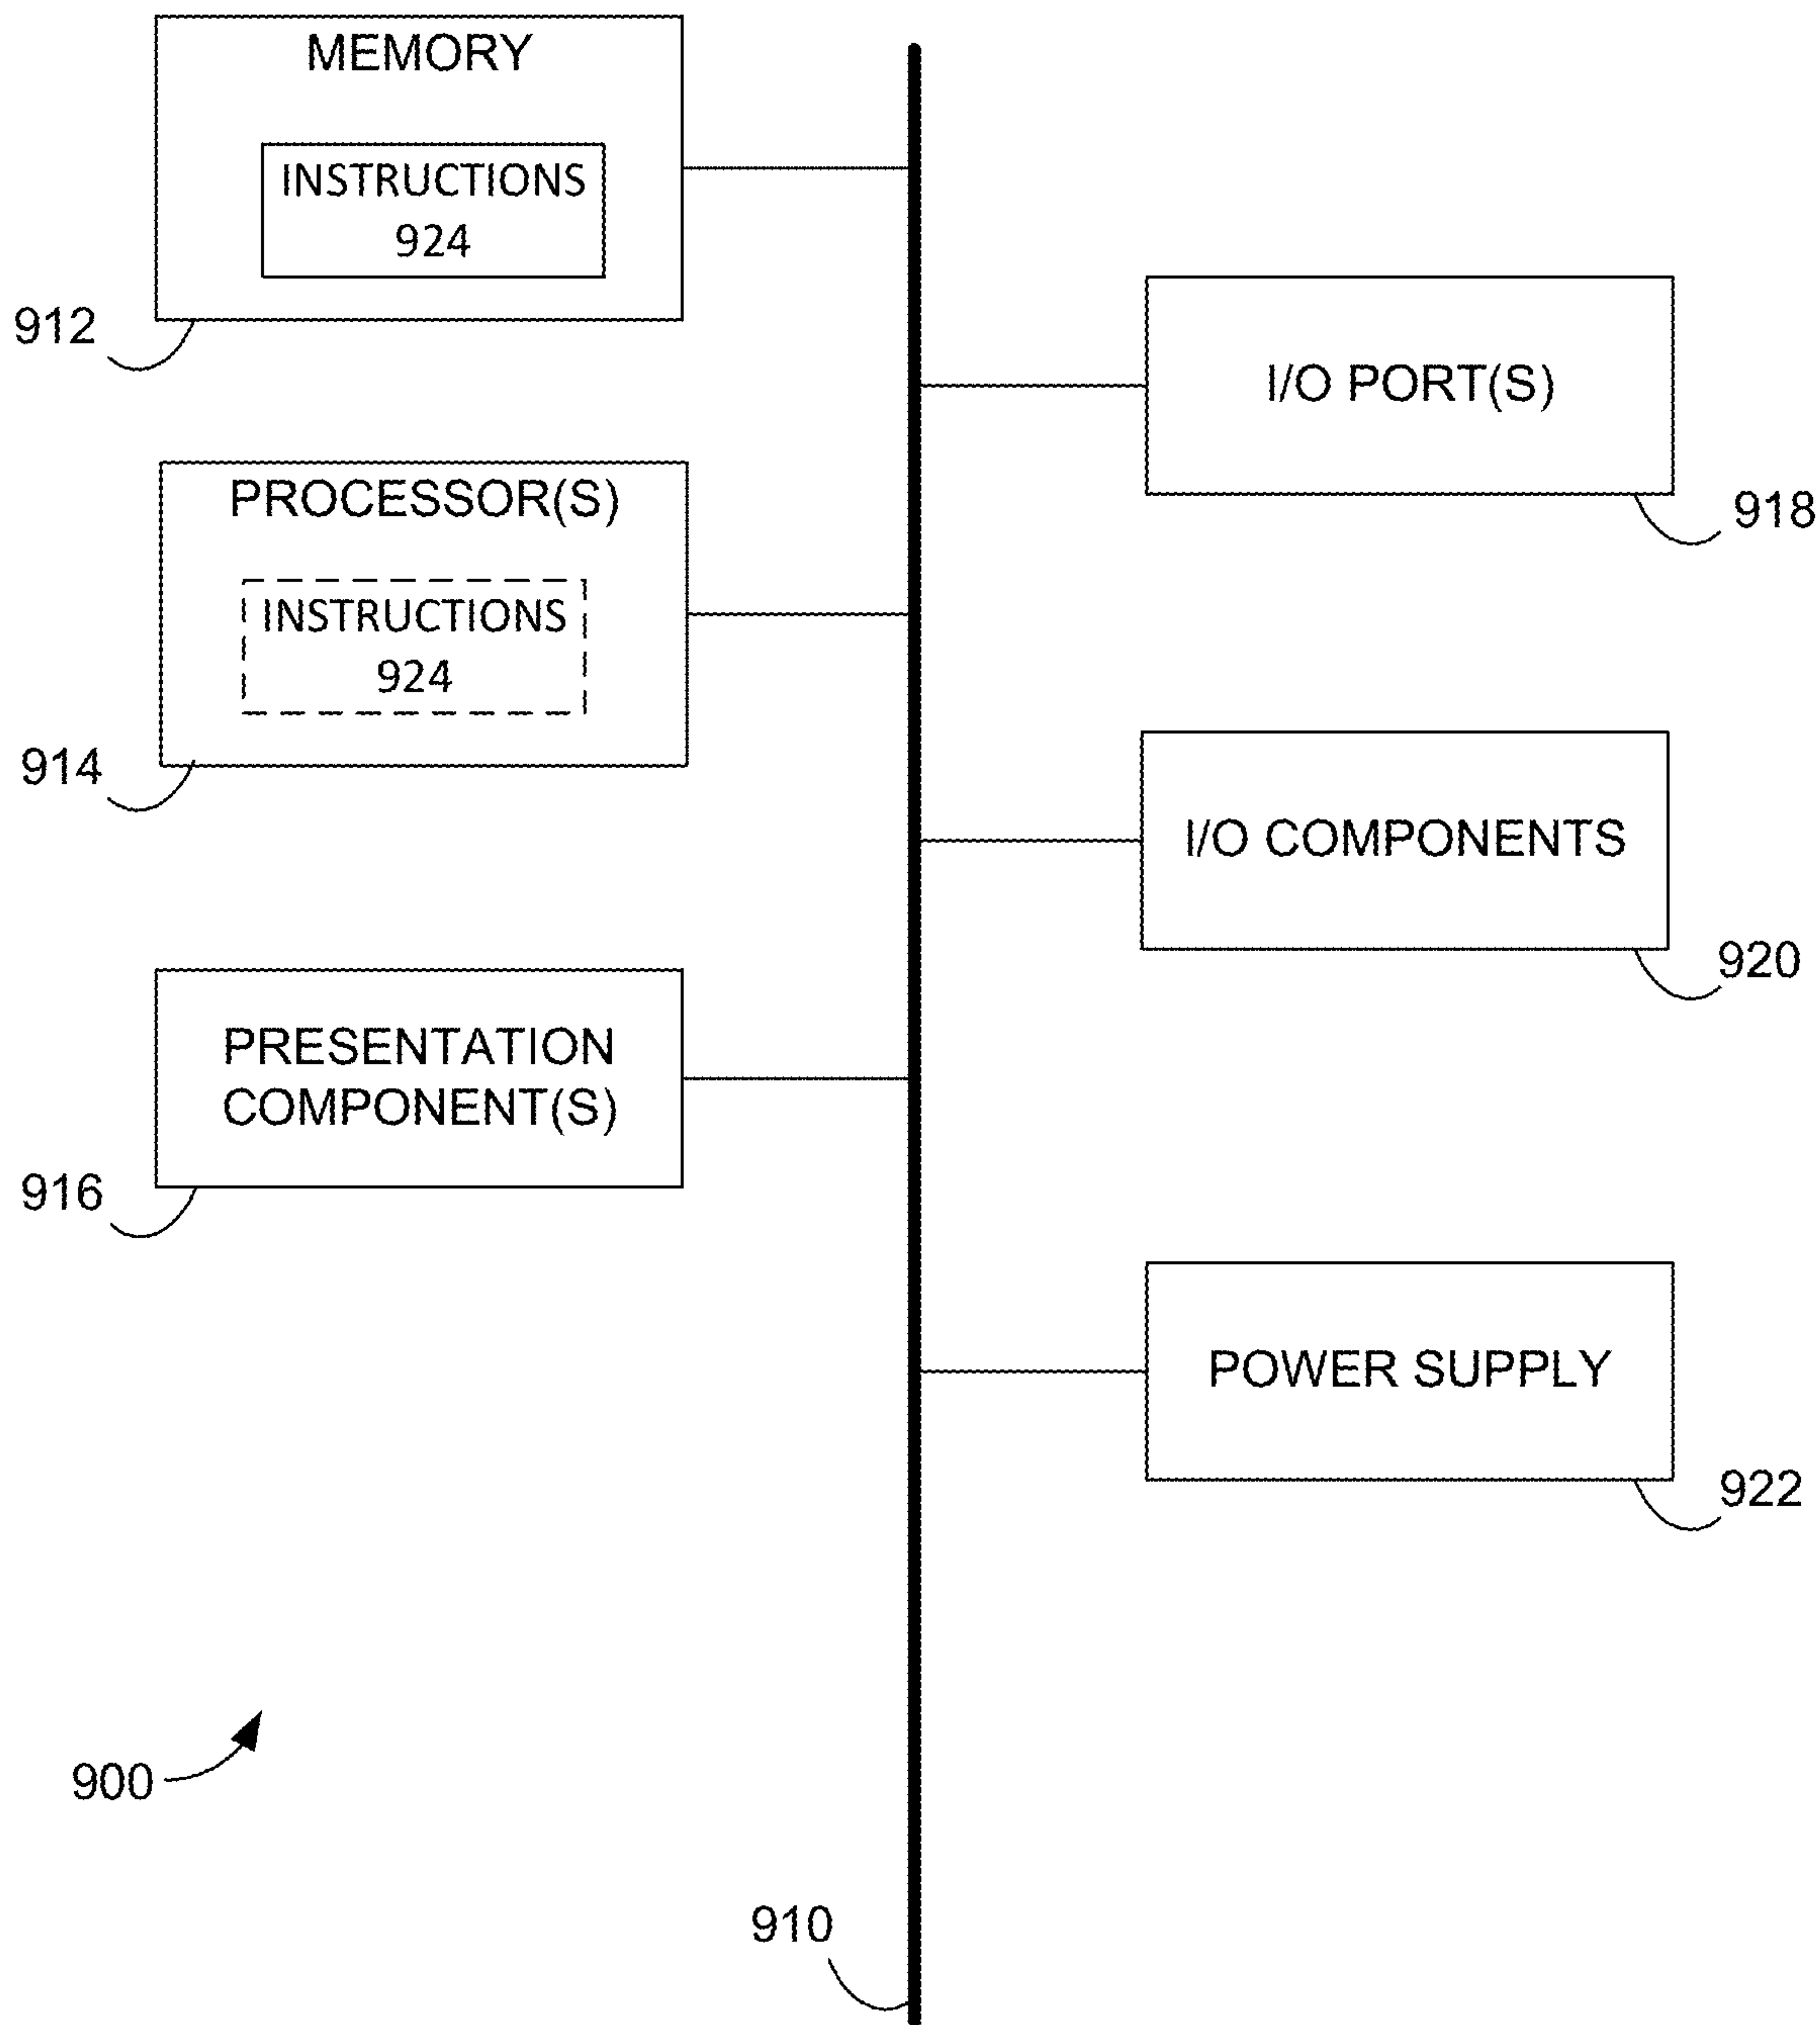 MEMORY
INSTRUCTIONS
924
912
I/O PORT(S)
918
PROCESSOR(S)
INSTRUCTIONS
924
914
I/O COMPONENTS
920
PRESENTATION
COMPONENT(S)
916
POWER SUPPLY
922
900
910